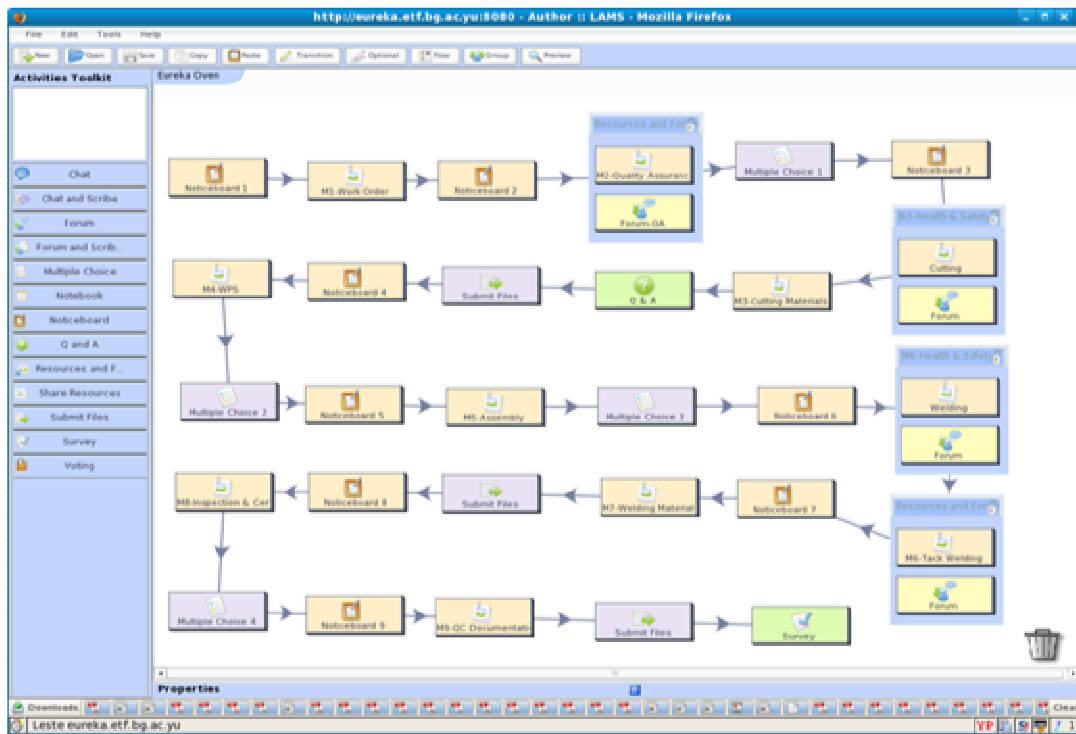 http://eureka.etf.bg.ac.yu:8080 - Author :: LAMS - Mozilla Firefox
File Edit Tools Help
New Open Save Copy Paste Transition Optional Flow Group Preview
Activities Toolkit
Eureka Oven
Chat
Chat and Scribe
Forum
Forum and Scrib..
Multiple Choice
Notebook
Noticeboard
Q and A
Resources and F..
Share Resources
Submit Files
Survey
Voting
Noticeboard 1
M1-Work Order
Noticeboard 2
Resources and For
M2-Quality Assuranc
Forum-QA
Multiple Choice 1
Noticeboard 3
M3-Health & Safety
Cutting
Forum
M3-Cutting Materials
Q & A
Submit Files
Noticeboard 4
M4-WPS
Multiple Choice 2
Noticeboard 5
M5-Assembly
Multiple Choice 3
Noticeboard 6
M6-Health & Safety
Welding
Forum
Resources and For
M6-Tack Welding
Forum
Noticeboard 7
M7-Welding Material
Submit Files
Noticeboard 8
M8-Inspection & Cer
Multiple Choice 4
Noticeboard 9
M9-QC Documentati
Submit Files
Survey
Properties
Downloads
Clear
Leste eureka.etf.bg.ac.yu
YP